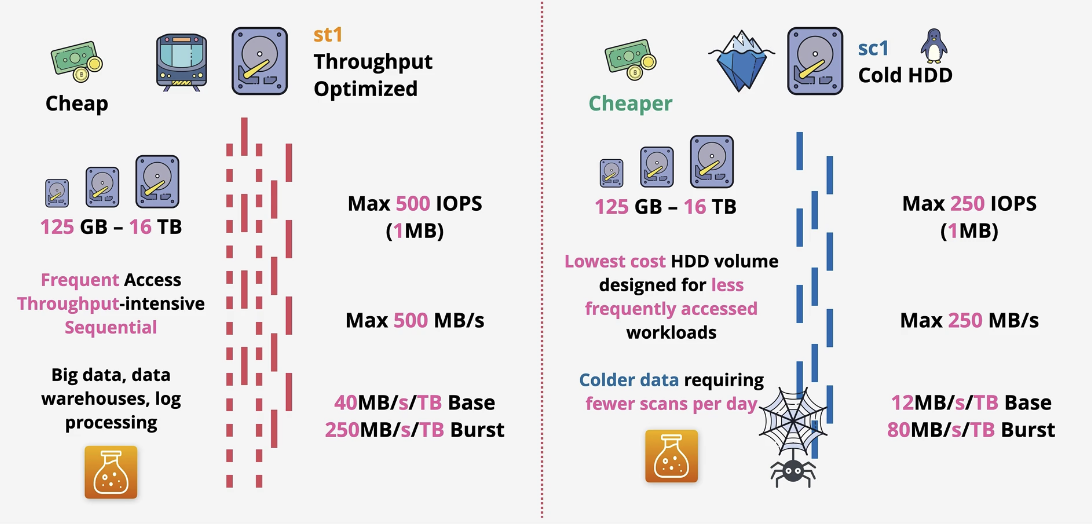 st1
Throughput
Optimized
Cheap
125 GB – 16 TB
Max 500 IOPS
(1MB)
Frequent Access
Throughput-intensive
Sequential
Max 500 MB/s
Big data, data
warehouses, log
processing
40MB/s/TB Base
250MB/s/TB Burst
sc1
Cold HDD
Cheaper
125 GB – 16 TB
Max 250 IOPS
(1MB)
Lowest cost HDD volume
designed for less
frequently accessed
workloads
Max 250 MB/s
Colder data requiring
fewer scans per day
12MB/s/TB Base
80MB/s/TB Burst